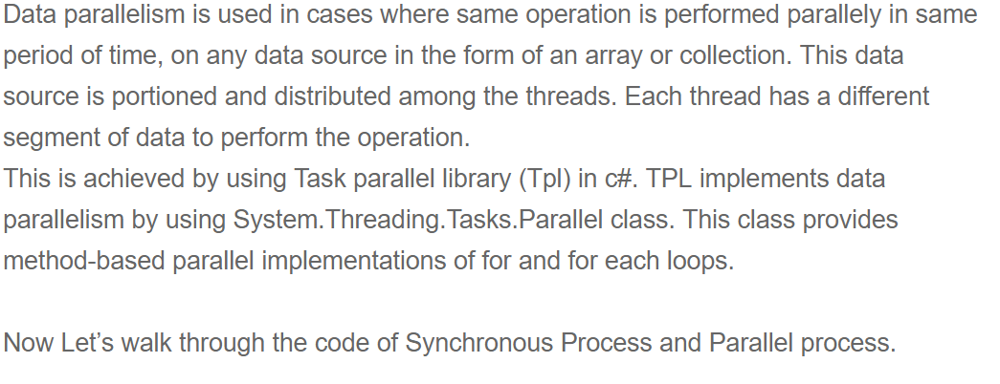 Data parallelism is used in cases where same operation is performed parallely in same
period of time, on any data source in the form of an array or collection. This data
source is portioned and distributed among the threads. Each thread has a different
segment of data to perform the operation.
This is achieved by using Task parallel library (Tpl) in c#. TPL implements data
parallelism by using System.Threading.Tasks.Parallel class. This class provides
method-based parallel implementations of for and for each loops.
Now Let’s walk through the code of Synchronous Process and Parallel process.